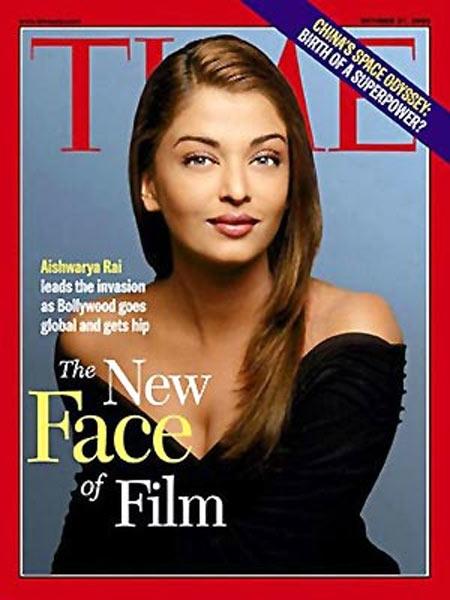 TIME
CHINA'S SPACE ODYSSEY:
BIRTH OF A SUPERPOWER?
Aishwarya Rai
leads the invasion
as Bollywood goes
global and gets hip
The New
Face
of Film